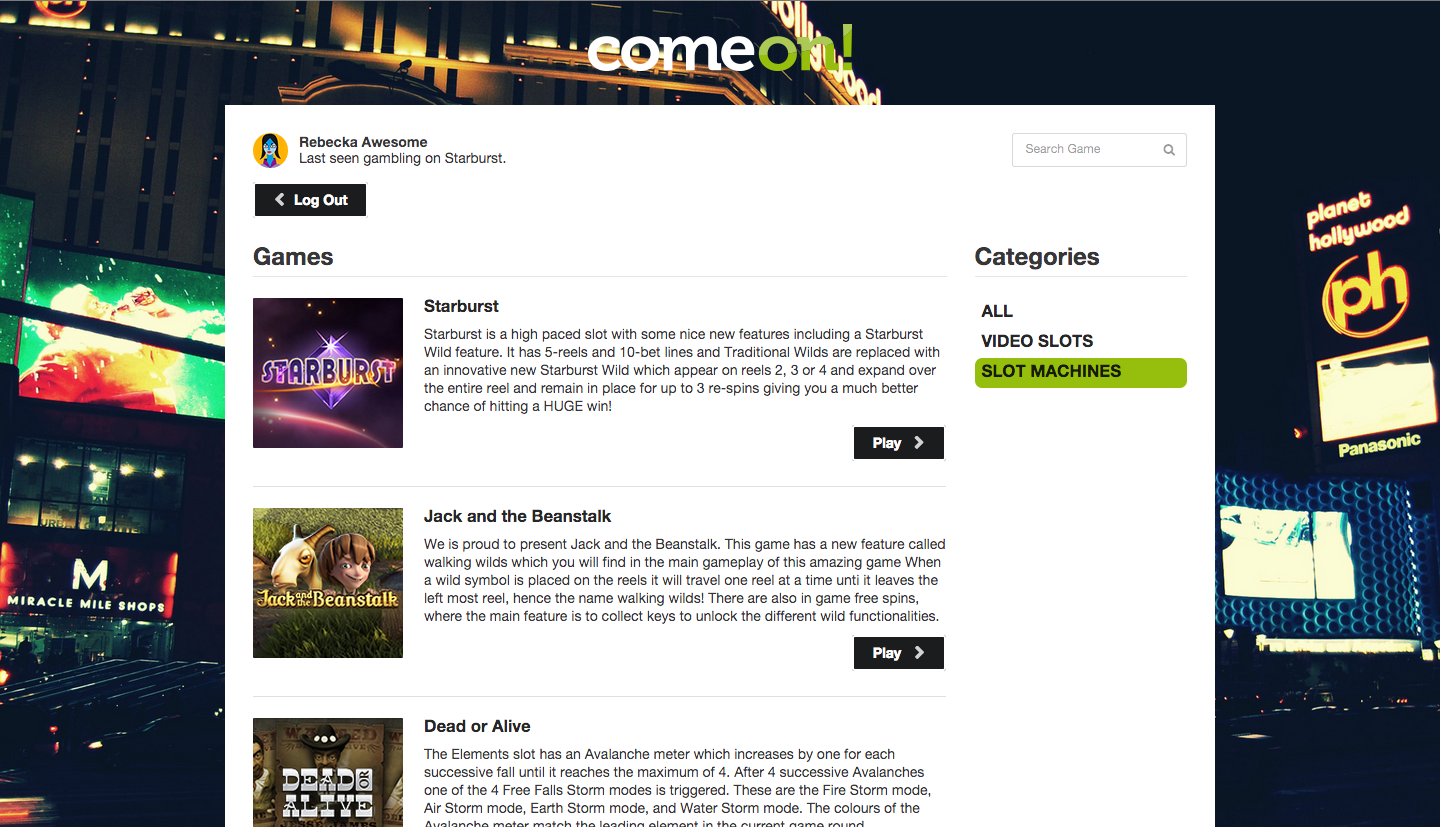 comeon!
Rebecka Awesome
Last seen gambling on Starburst.
Search Game
Log Out
Games
Categories
Starburst
Starburst is a high paced slot with some nice new features including a Starburst
Wild feature. It has 5-reels and 10-bet lines and Traditional Wilds are replaced with
an innovative new Starburst Wild which appear on reels 2, 3 or 4 and expand over
the entire reel and remain in place for up to 3 re-spins giving you a much better
chance of hitting a HUGE win!
STARBURST
Play
ALL
VIDEO SLOTS
SLOT MACHINES
Jack and the Beanstalk
We is proud to present Jack and the Beanstalk. This game has a new feature called
walking wilds which you will find in the main gameplay of this amazing game When
a wild symbol is placed on the reels it will travel one reel at a time unti it leaves the
left most reel, hence the name walking wilds! There are also in game free spins,
where the main feature is to collect keys to unlock the different wild functionalities.
Jack and the Beanstalk
Play
Dead or Alive
The Elements slot has an Avalanche meter which increases by one for each
successive fall until it reaches the maximum of 4. After 4 successive Avalanches
one of the 4 Free Falls Storm modes is triggered. These are the Fire Storm mode,
Air Storm mode, Earth Storm mode, and Water Storm mode. The colours of the
Avalanche meter match the leading element in the current game round.
DEAD OR
ALIVE
planet
hollywood
ph
Panasonic
M
MIRACLE MILE SHOPS